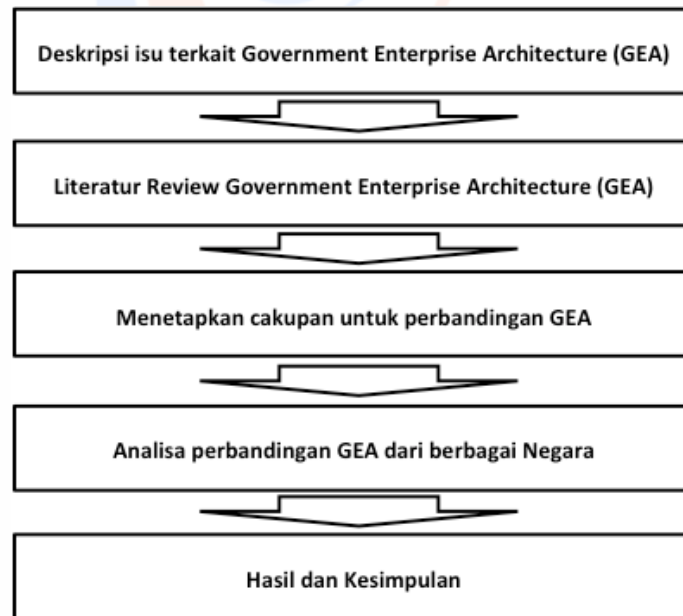 Deskripsi isu terkait Government Enterprise Architecture (GEA)
Literatur Review Government Enterprise Architecture (GEA)
Menetapkan cakupan untuk perbandingan GEA
Analisa perbandingan GEA dari berbagai Negara
Hasil dan Kesimpulan